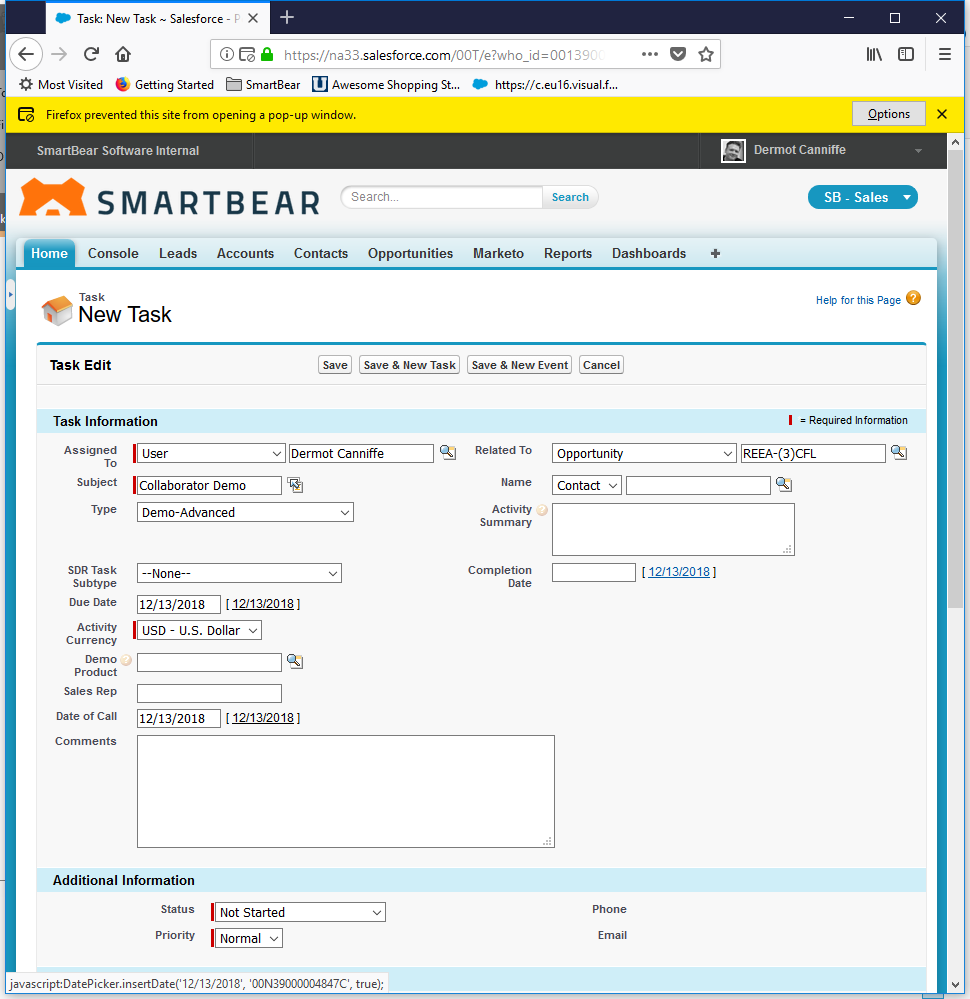 Task: New Task ~ Salesforce - P
https://na33.salesforce.com/00T/e?who_id=0013900
Most Visited Getting Started SmartBear Awesome Shopping St... https://c.eu16.visual.f...
Firefox prevented this site from opening a pop-up window. Options
SmartBear Software Internal Dermot Canniffe
SMARTBEAR Search... Search SB - Sales
Home Console Leads Accounts Contacts Opportunities Marketo Reports Dashboards +
Task
New Task Help for this Page ?
Task Edit Save Save & New Task Save & New Event Cancel
Task Information = Required Information
Assigned To User Dermot Canniffe Related To Opportunity REEA-(3)CFL
Subject Collaborator Demo Name Contact
Type Demo-Advanced Activity Summary ?
SDR Task Subtype --None-- Completion Date [ 12/13/2018 ]
Due Date 12/13/2018 [ 12/13/2018 ]
Activity Currency USD - U.S. Dollar
Demo Product ?
Sales Rep
Date of Call 12/13/2018 [ 12/13/2018 ]
Comments
Additional Information
Status Not Started Phone
Priority Normal Email
javascript:DatePicker.insertDate('12/13/2018', '00N39000004847C', true);